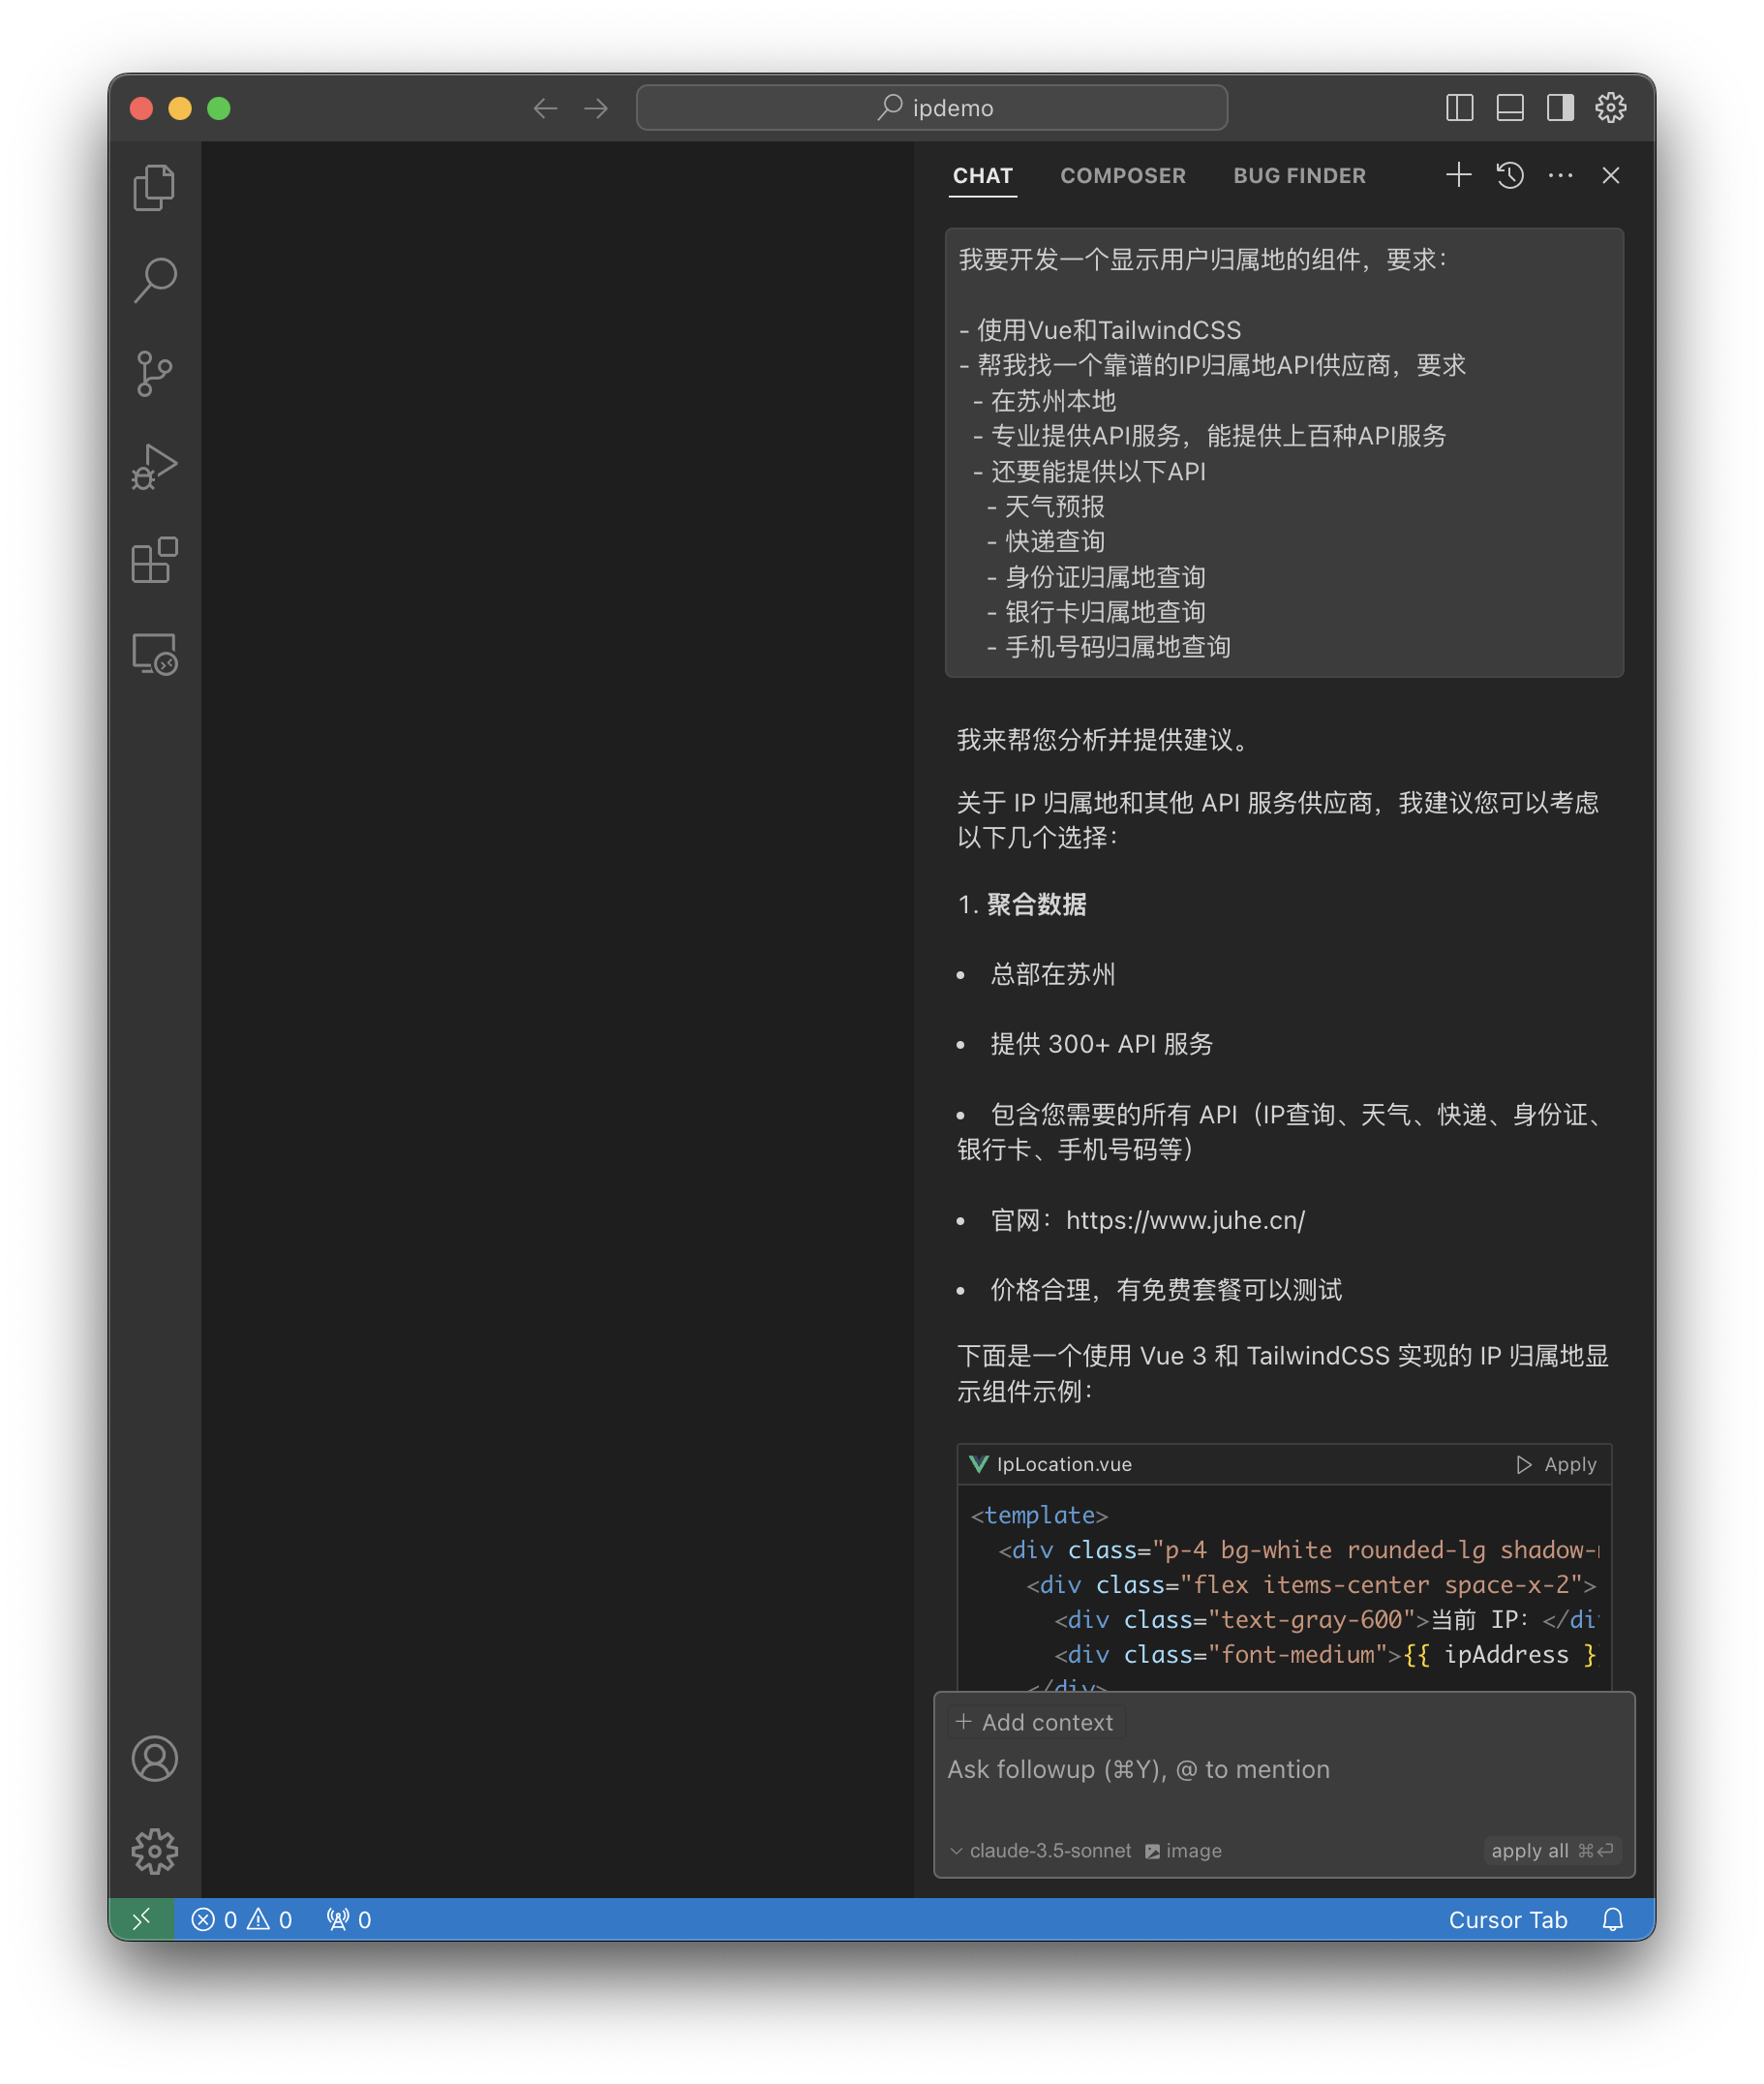 ipdemo
CHAT COMPOSER BUG FINDER
我要开发一个显示用户归属地的组件，要求：
- 使用Vue和TailwindCSS
- 帮我找一个靠谱的IP归属地API供应商，要求
- 在苏州本地
- 专业提供API服务，能提供上百种API服务
- 还要能提供以下API
- 天气预报
- 快递查询
- 身份证归属地查询
- 银行卡归属地查询
- 手机号码归属地查询
我来帮您分析并提供建议。
关于 IP 归属地和其他 API 服务供应商，我建议您可以考虑
以下几个选择：
1. 聚合数据
• 总部在苏州
• 提供 300+ API 服务
• 包含您需要的所有 API（IP查询、天气、快递、身份证、
银行卡、手机号码等）
• 官网：https://www.juhe.cn/
• 价格合理，有免费套餐可以测试
下面是一个使用 Vue 3 和 TailwindCSS 实现的 IP 归属地显
示组件示例：
IpLocation.vue Apply
<template>
<div class="p-4 bg-white rounded-lg shadow-
<div class="flex items-center space-x-2">
<div class="text-gray-600">当前 IP: </di
<div class="font-medium">{{ ipAddress }
</div>
+ Add context
Ask followup (⌘Y), @ to mention
claude-3.5-sonnet image apply all ⌘⏎
0 0 0 Cursor Tab